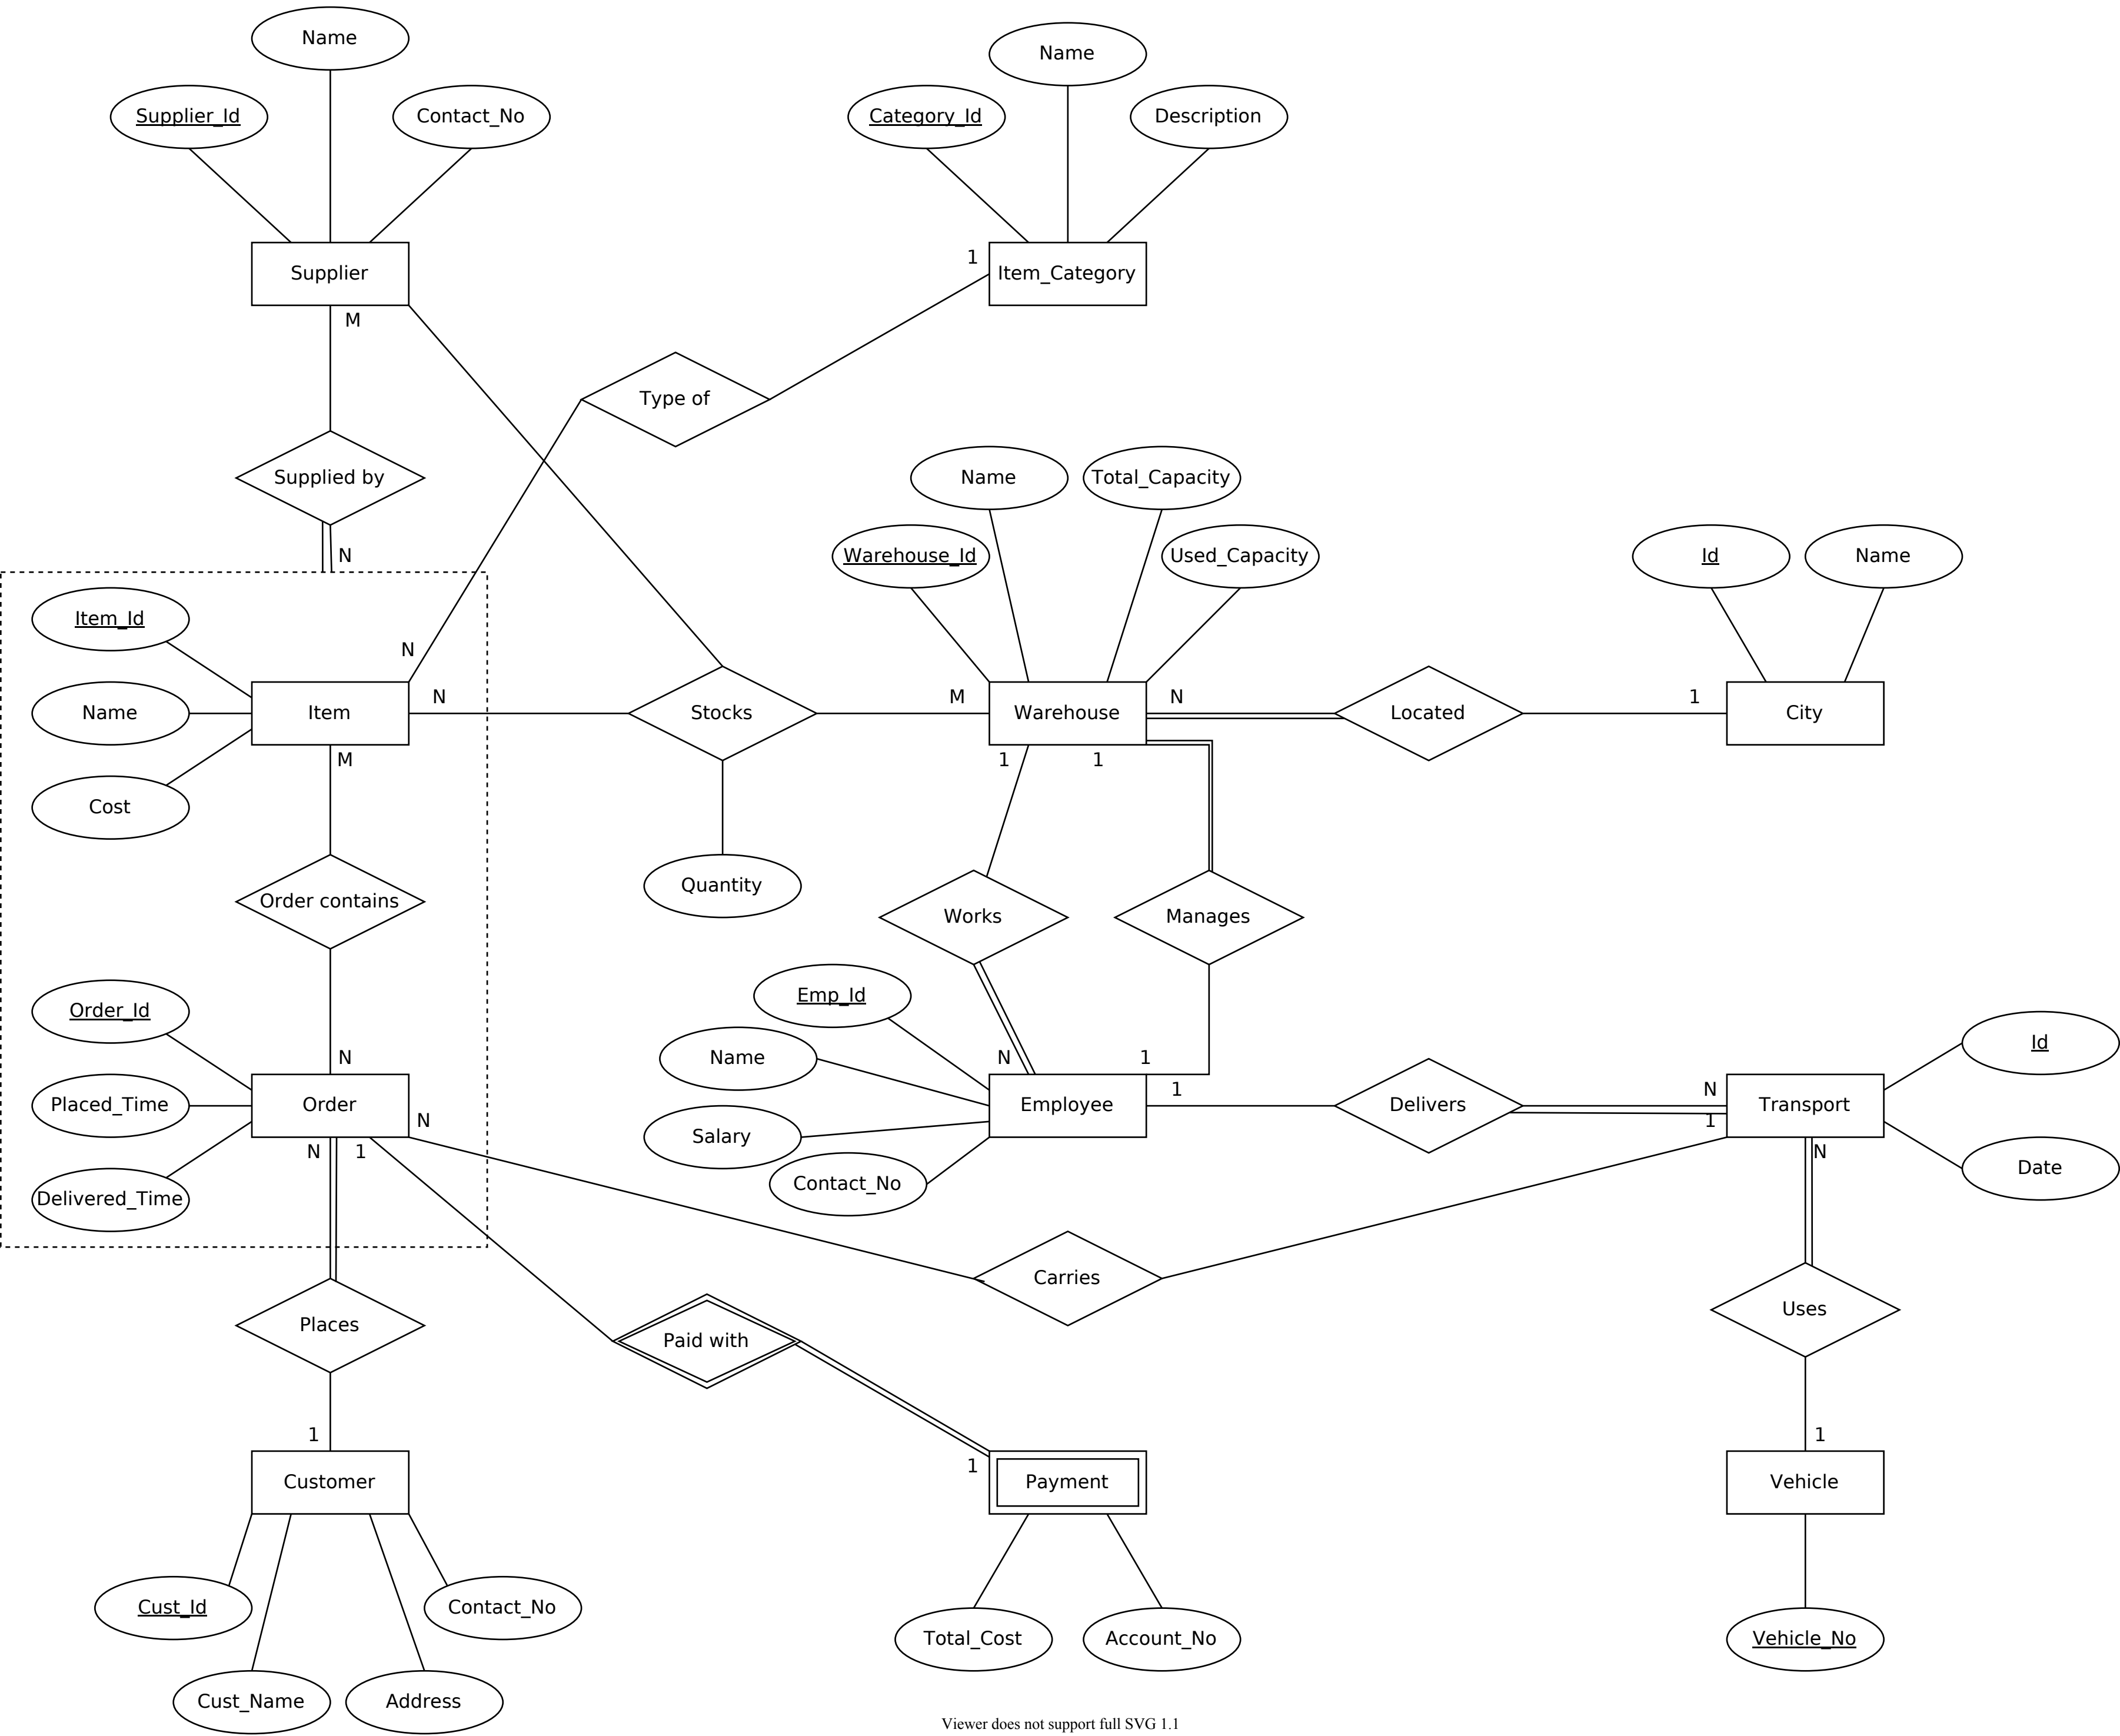 Name
Name
Supplier_Id
Contact_No
Category_Id
Description
Supplier
1
Item_Category
M
Type of
Supplied by
Name
Total_Capacity
N
Warehouse_Id
Used_Capacity
Id
Name
Item_Id
N
Name
Item
N
Stocks
M
Warehouse
N
Located
1
City
M
1
1
Cost
Quantity
Order contains
Works
Manages
Emp_Id
Order_Id
Name
N
N
1
Id
Placed_Time
Order
N
Salary
Employee
1
Delivers
N
1
Transport
N
1
N
Contact_No
Date
Delivered_Time
Carries
Places
Paid with
Uses
1
1
1
Customer
Payment
Vehicle
Cust_Id
Contact_No
Total_Cost
Account_No
Vehicle_No
Cust_Name
Address
Viewer does not support full SVG 1.1